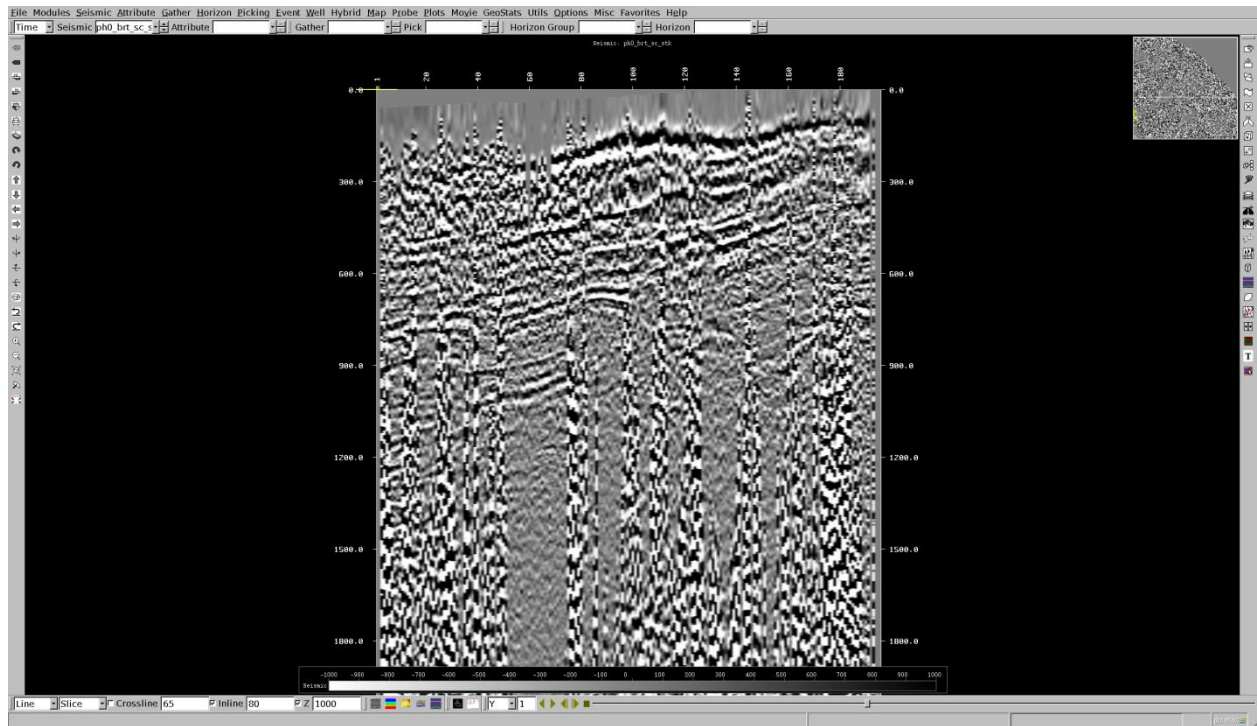 File Modules Seismic Attribute Gather Horizon Picking Event Well Hybrid Map Probe Plots Movie GeoStats Utils Options Misc Favorites Help
Time Seismic ph0_brt_sc_s Attribute Gather Pick Horizon Group Horizon
Seismic: ph0_brt_sc_stk
1 20 40 60 80 100 120 140 160 180
0.0 0.0
300.0 300.0
600.0 600.0
900.0 900.0
1200.0 1200.0
1500.0 1500.0
1800.0 1800.0
-1000 -900 -800 -700 -600 -500 -400 -300 -200 -100 0 100 200 300 400 500 600 700 800 900 1000
Seismic
Line Slice Crossline 65 Inline 80 Z 1000 Y 1